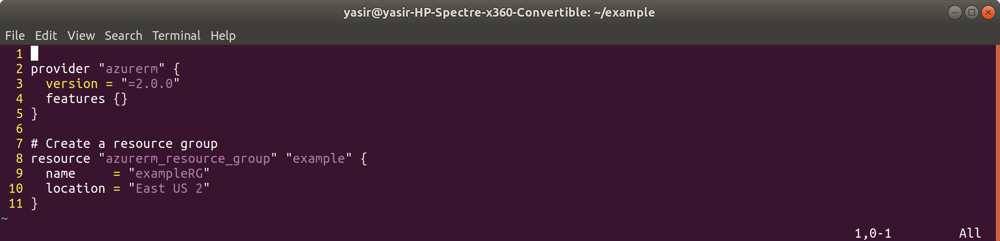 yasir@yasir-HP-Spectre-x360-Convertible: ~/example
File Edit View Search Terminal Help
1
2 provider "azurerm" {
3   version = "=2.0.0"
4   features {}
5 }
6
7 # Create a resource group
8 resource "azurerm_resource_group" "example" {
9   name     = "exampleRG"
10   location = "East US 2"
11 }
~
1,0-1 All